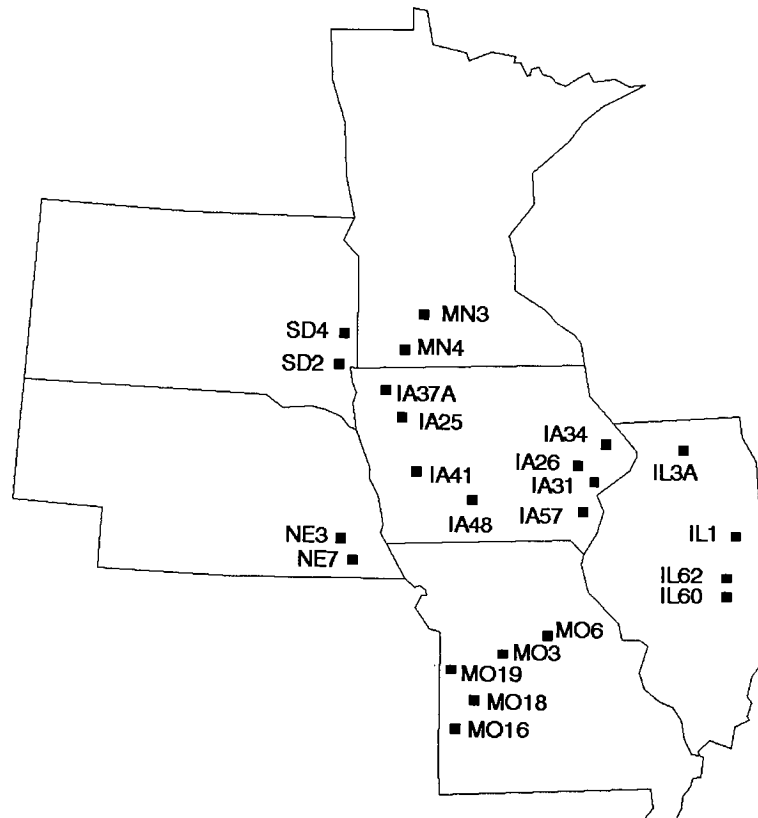 MN3
SD4
MN4
SD2
IA37A
IA25
IA34
IA26
IL3A
IA41
IA31
IA48
IA57
NE3
IL1
NE7
IL62
IL60
MO6
MO3
MO19
MO18
MO16